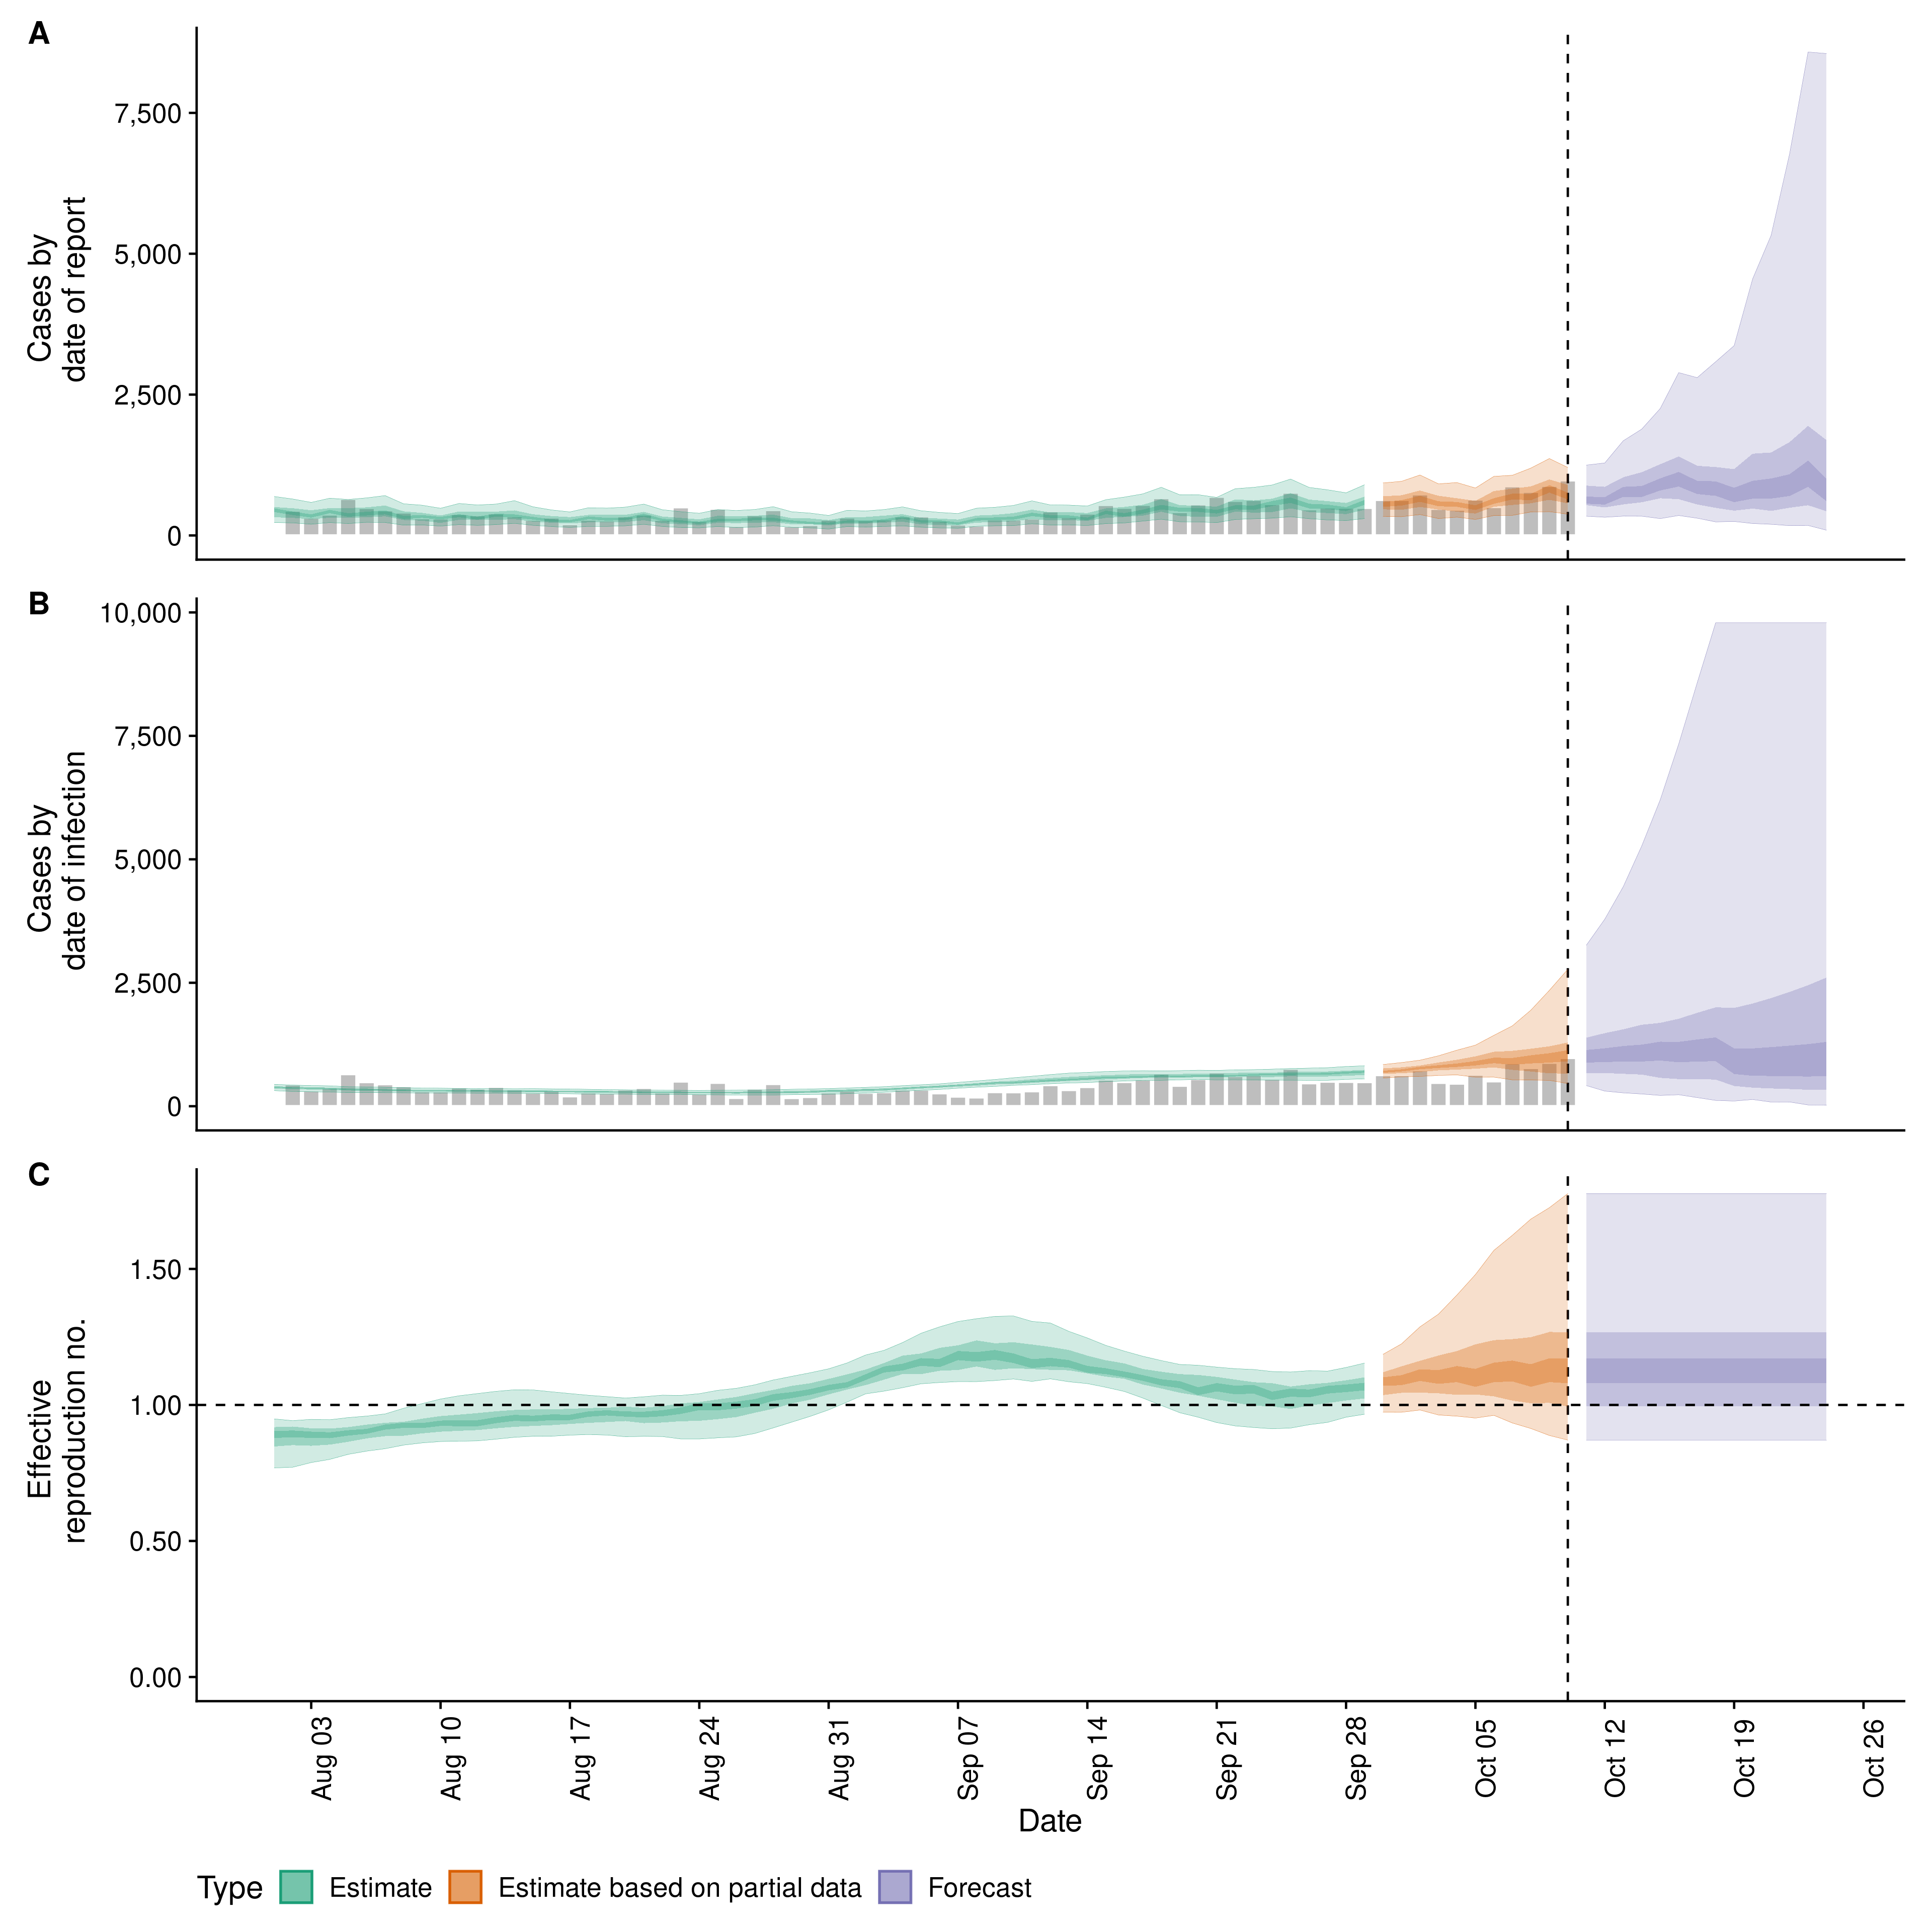 A
Cases by
date of report
7,500
5,000
2,500
0
B
Cases by
date of infection
10,000
7,500
5,000
2,500
0
C
Effective
reproduction no.
1.50
1.00
0.50
0.00
Aug 03
Aug 10
Aug 17
Aug 24
Aug 31
Sep 07
Sep 14
Sep 21
Sep 28
Oct 05
Oct 12
Oct 19
Oct 26
Date
Type Estimate Estimate based on partial data Forecast